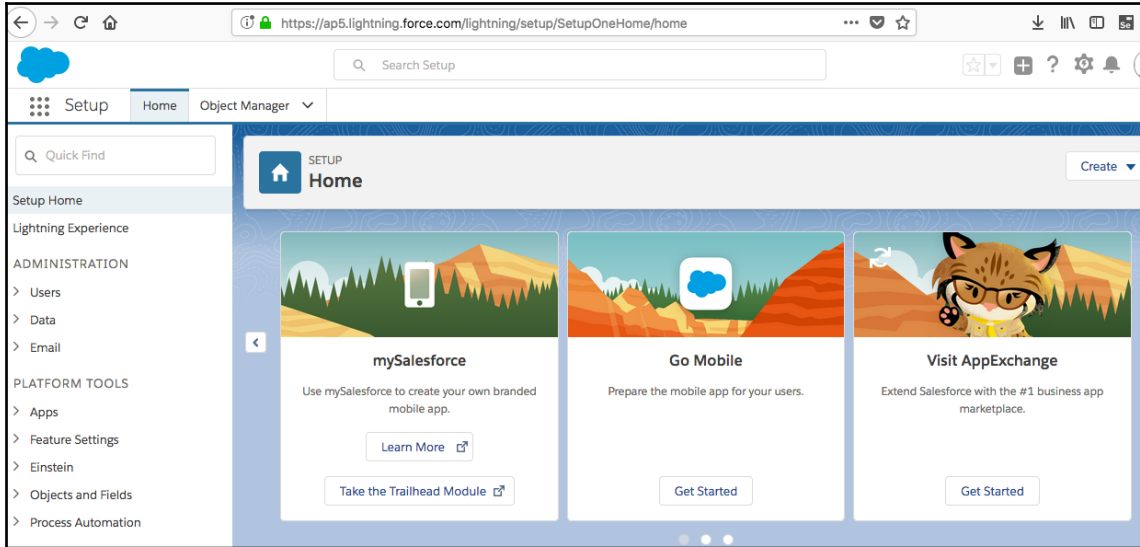 https://ap5.lightning.force.com/lightning/setup/SetupOneHome/home
Se
Search Setup
Setup
Home
Object Manager
Quick Find
Setup Home
Lightning Experience
ADMINISTRATION
Users
Data
Email
PLATFORM TOOLS
Apps
Feature Settings
Einstein
Objects and Fields
Process Automation
SETUP
Home
Create
mySalesforce
Use mySalesforce to create your own branded
mobile app.
Learn More
Take the Trailhead Module
Go Mobile
Prepare the mobile app for your users.
Get Started
Visit AppExchange
Extend Salesforce with the #1 business app
marketplace.
Get Started